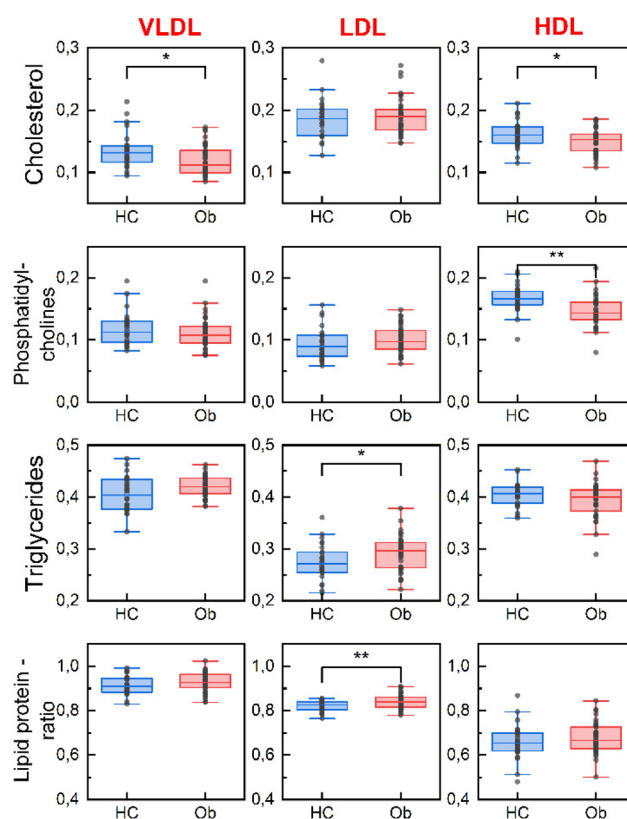 VLDL LDL HDL
Cholesterol
0,3 0,3 0,3
* *
0,2 0,2 0,2
0,1 0,1 0,1
HC Ob HC Ob HC Ob
Phosphatidyl-
cholines
**
0,2 0,2 0,2
0,1 0,1 0,1
0,0 0,0 0,0
HC Ob HC Ob HC Ob
Triglycerides
0,5 0,5 0,5
*
0,4 0,4 0,4
0,3 0,3 0,3
0,2 0,2 0,2
HC Ob HC Ob HC Ob
Lipid protein -
ratio
**
1,0 1,0 1,0
0,8 0,8 0,8
0,6 0,6 0,6
0,4 0,4 0,4
HC Ob HC Ob HC Ob